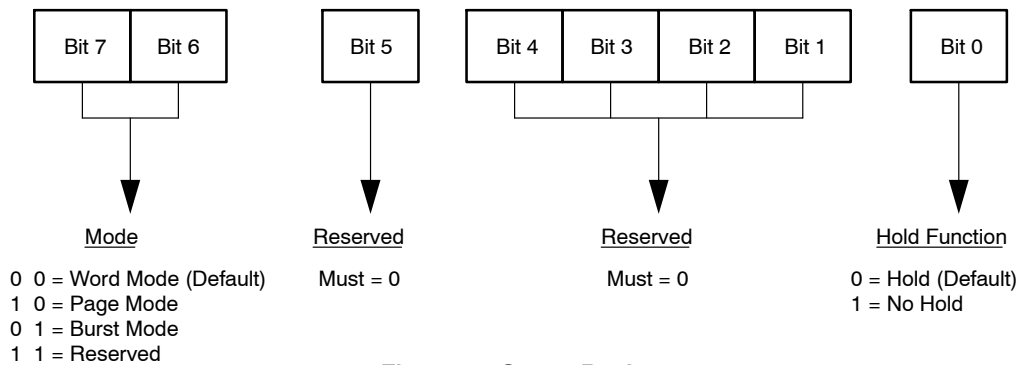 Bit 7 Bit 6 Bit 5 Bit 4 Bit 3 Bit 2 Bit 1 Bit 0
Mode Reserved Reserved Hold Function
0 0 = Word Mode (Default) Must = 0 Must = 0 0 = Hold (Default)
1 0 = Page Mode 1 = No Hold
0 1 = Burst Mode
1 1 = Reserved